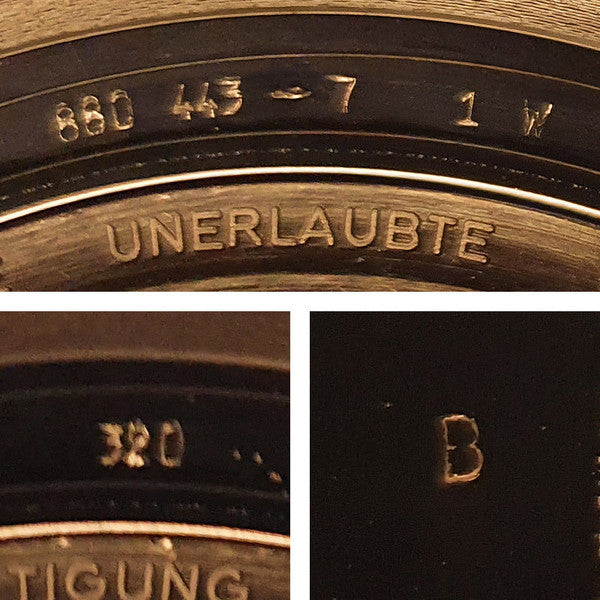 880 443 - 7 1 W
UNERLAUBTE
320
TIGUNG
B